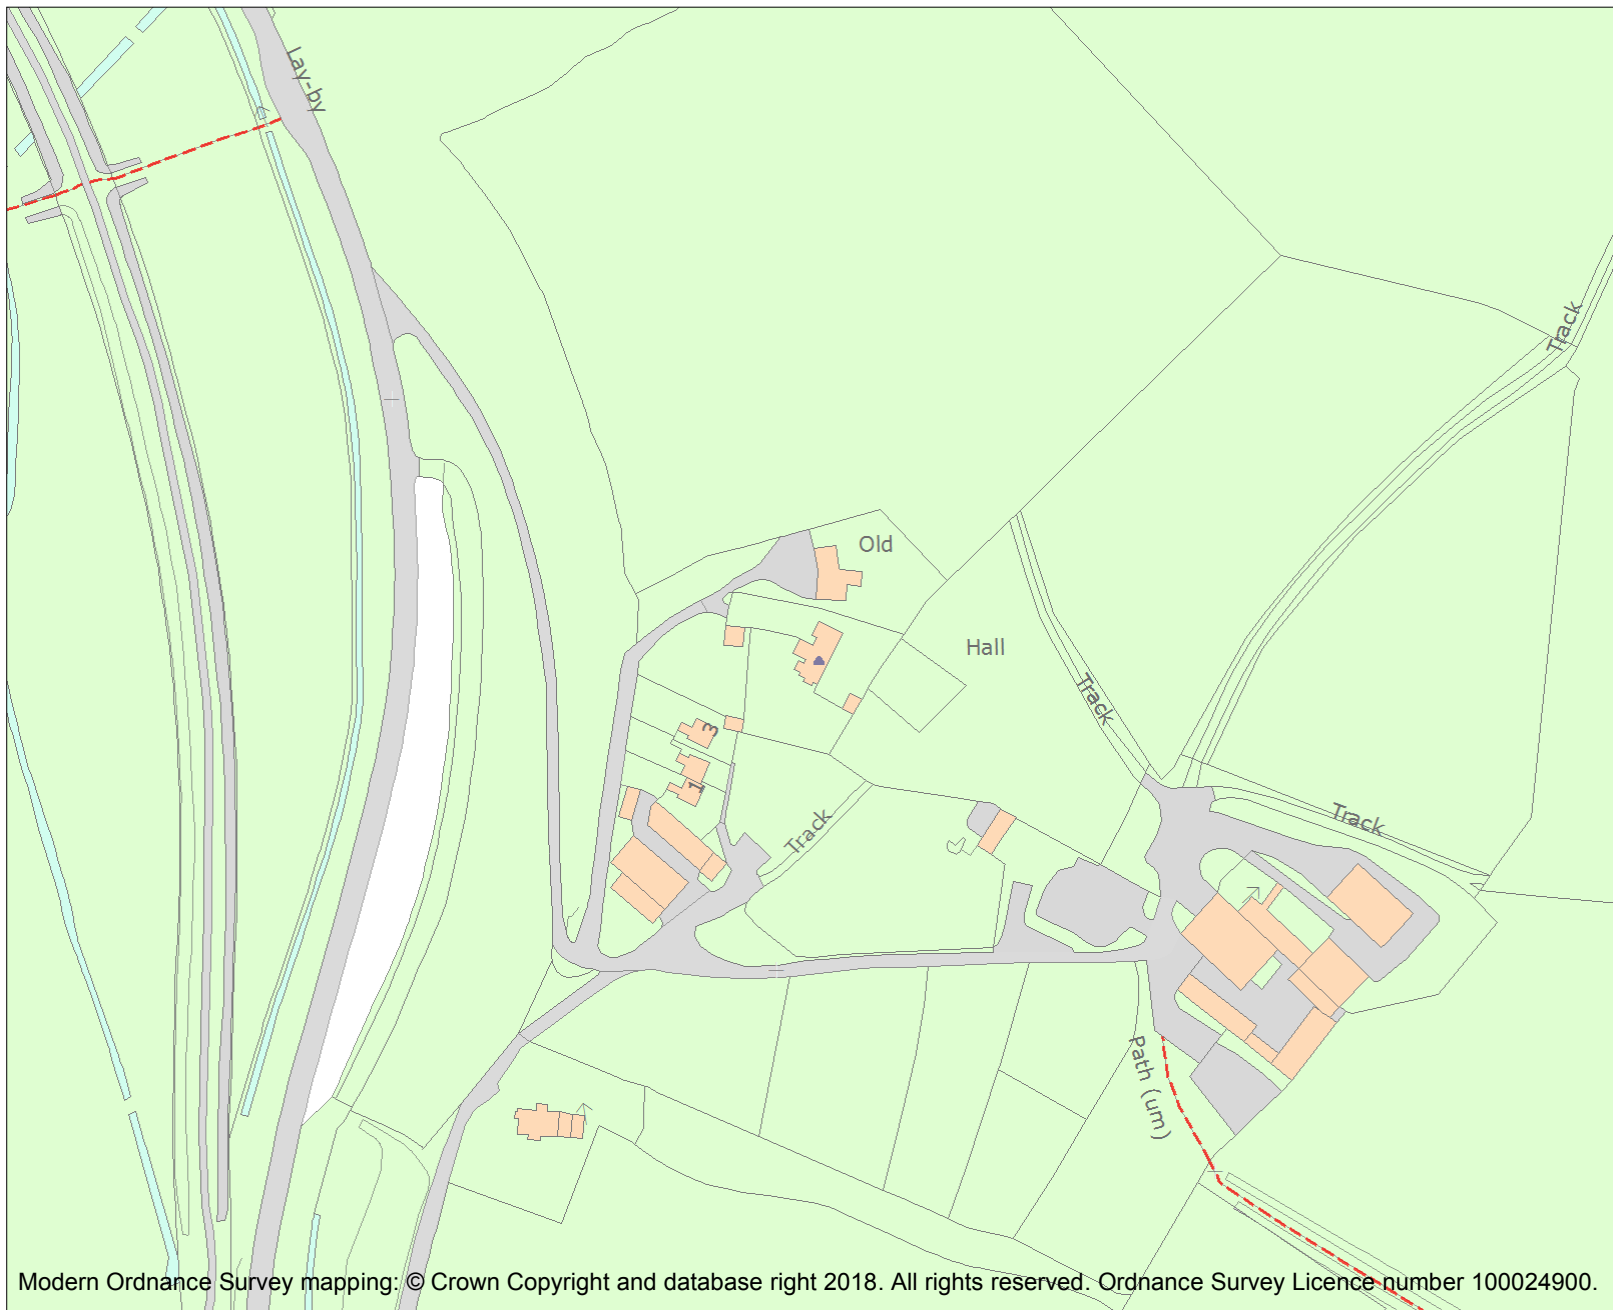 Lay-by
Track
Old
Hall
Track
3
1
Track
Track
Path (um)
Modern Ordnance Survey mapping: © Crown Copyright and database right 2018. All rights reserved. Ordnance Survey Licence number 100024900.